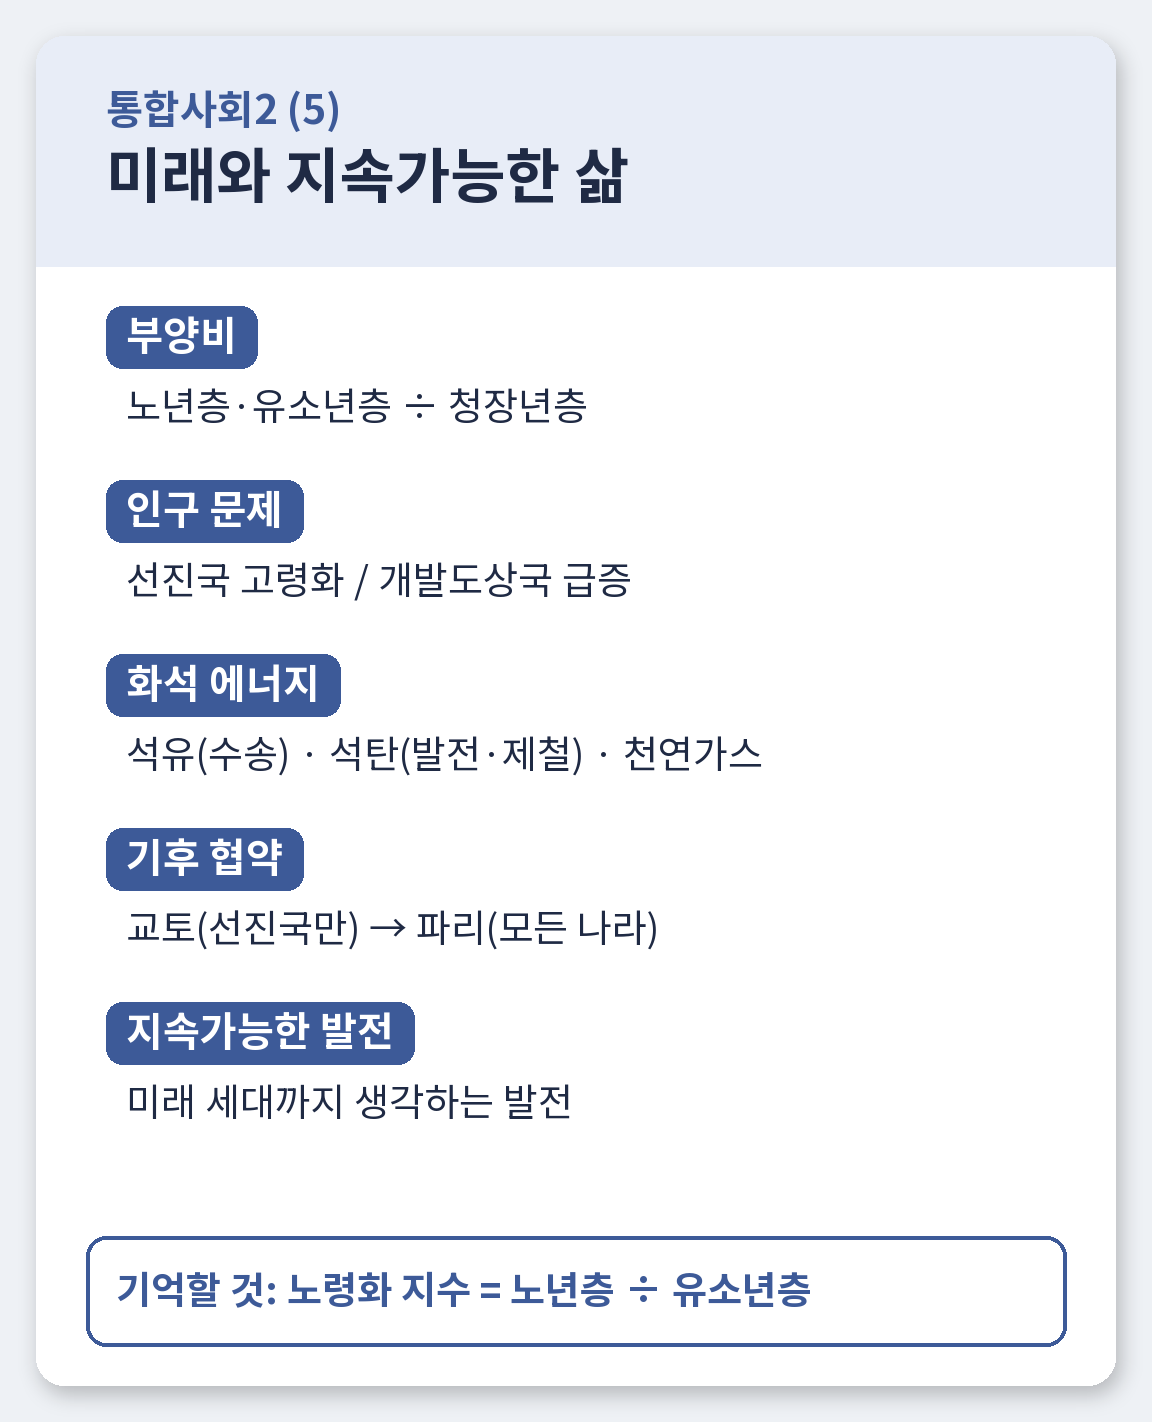 통합사회2 (5)
미래와 지속가능한 삶
부양비
노년층·유소년층 ÷ 청장년층
인구 문제
선진국 고령화 / 개발도상국 급증
화석 에너지
석유(수송) · 석탄(발전·제철) · 천연가스
기후 협약
교토(선진국만) → 파리(모든 나라)
지속가능한 발전
미래 세대까지 생각하는 발전
기억할 것: 노령화 지수 = 노년층 ÷ 유소년층